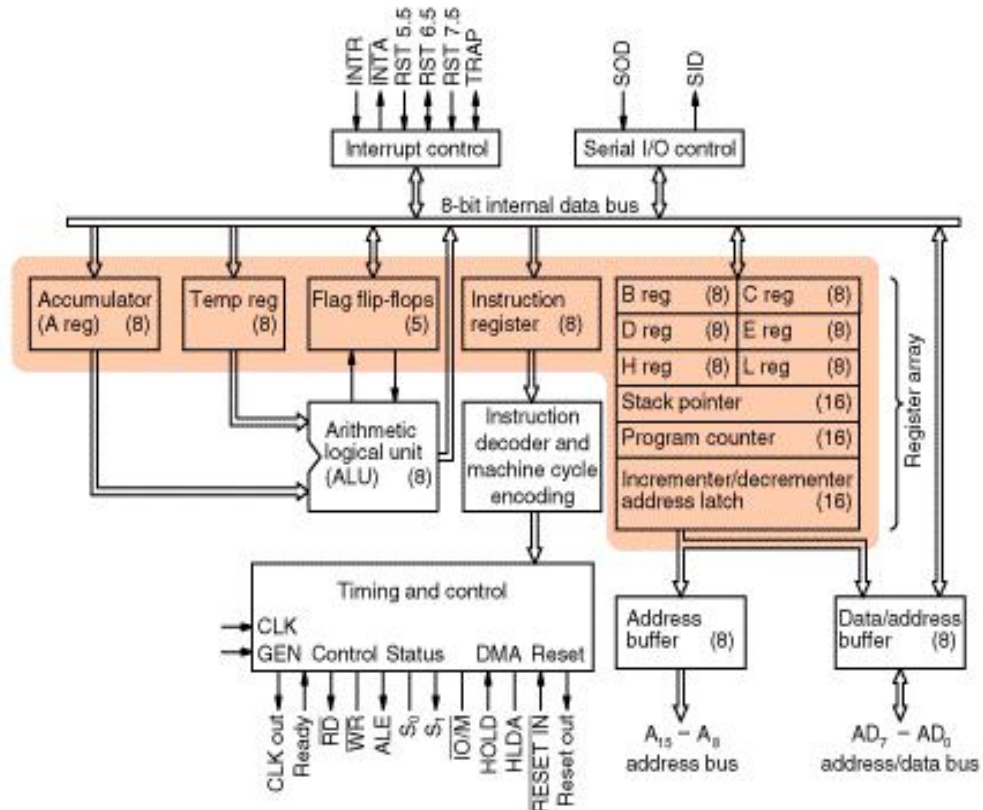 INTR
INTA
RST 5.5
RST 6.5
RST 7.5
TRAP
SOD
SID
Interrupt control
Serial I/O control
8-bit internal data bus
Accumulator
(A reg) (8)
Temp reg
(8)
Flag flip-flops
(5)
Instruction
register (8)
B reg (8) C reg (8)
D reg (8) E reg (8)
H reg (8) L reg (8)
Stack pointer (16)
Program counter (16)
Incrementer/decrementer
address latch (16)
Register array
Arithmetic
logical unit
(ALU) (8)
Instruction
decoder and
machine cycle
encoding
Timing and control
CLK
GEN Control Status DMA Reset
Address
buffer (8)
Data/address
buffer (8)
CLK out
Ready
RD
WR
ALE
S₀
S₁
IO/M
HOLD
HLDA
RESET IN
Reset out
A₁₅ – A₈
address bus
AD₇ – AD₀
address/data bus